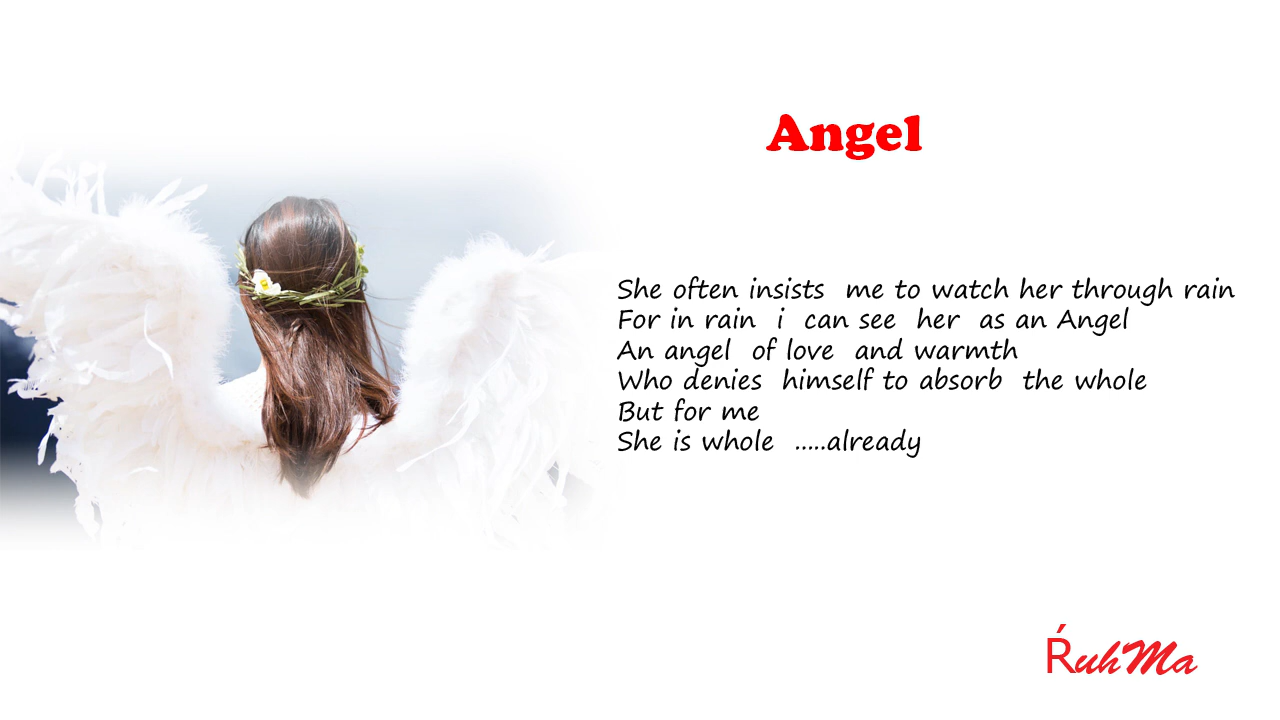 Angel
She often insists me to watch her through rain
For in rain i can see her as an Angel
An angel of love and warmth
Who denies himself to absorb the whole
But for me
She is whole .....already
ŔuhMa